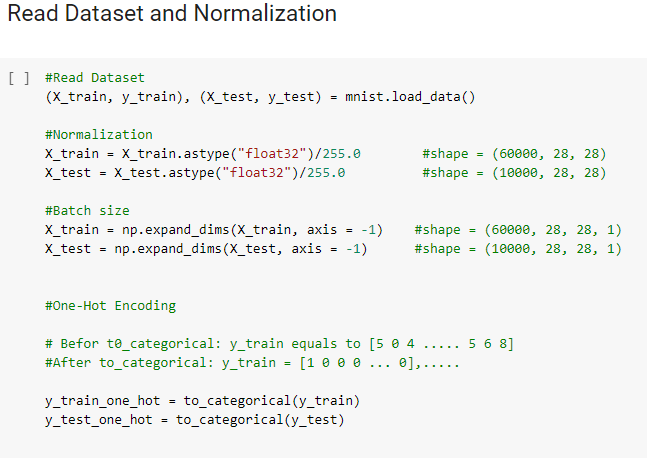 Read Dataset and Normalization
[ ] #Read Dataset
(X_train, y_train), (X_test, y_test) = mnist.load_data()
#Normalization
X_train = X_train.astype("float32")/255.0 #shape = (60000, 28, 28)
X_test = X_test.astype("float32")/255.0 #shape = (10000, 28, 28)
#Batch size
X_train = np.expand_dims(X_train, axis = -1) #shape = (60000, 28, 28, 1)
X_test = np.expand_dims(X_test, axis = -1) #shape = (10000, 28, 28, 1)
#One-Hot Encoding
# Befor t0_categorical: y_train equals to [5 0 4 ..... 5 6 8]
#After to_categorical: y_train = [1 0 0 0 ... 0],.....
y_train_one_hot = to_categorical(y_train)
y_test_one_hot = to_categorical(y_test)